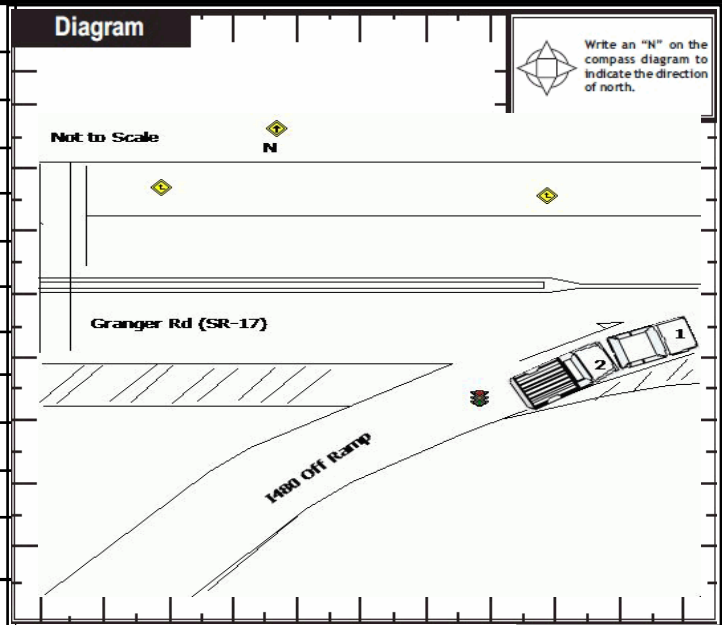 Diagram
Write an "N" on the
compass diagram to
indicate the direction
of north.
Not to Scale
N
Granger Rd (SR-17)
1
2
I480 Off Ramp